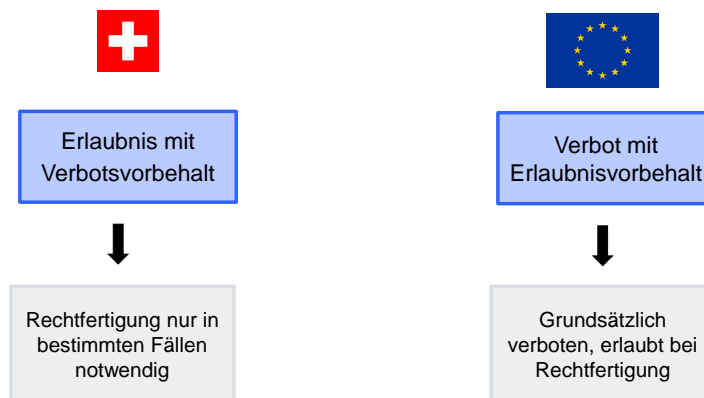 Erlaubnis mit
Verbotsvorbehalt
Rechtfertigung nur in
bestimmten Fällen
notwendig
Verbot mit
Erlaubnisvorbehalt
Grundsätzlich
verboten, erlaubt bei
Rechtfertigung